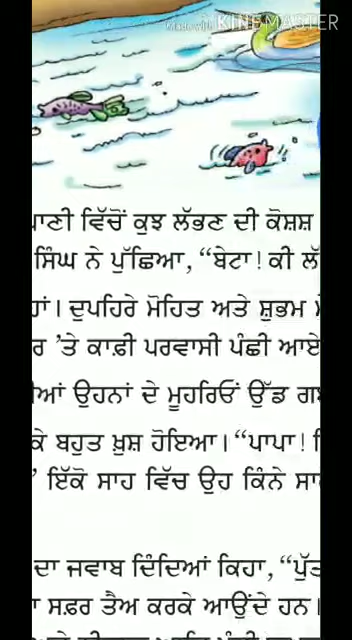 Made with KINEMASTER
ਪਾਣੀ ਵਿੱਚੋਂ ਕੁਝ ਲੱਭਣ ਦੀ ਕੋਸ਼ਸ਼
ਸਿੰਘ ਨੇ ਪੁੱਛਿਆ, “ਬੇਟਾ! ਕੀ ਲੱ
ਹਾਂ। ਦੁਪਹਿਰੇ ਮੋਹਿਤ ਅਤੇ ਸ਼ੁਭਮ
ਰ ’ਤੇ ਕਾਫ਼ੀ ਪਰਵਾਸੀ ਪੰਛੀ ਆਏ
ਆਂ ਉਹਨਾਂ ਦੇ ਮੂਹਰਿਓਂ ਉੱਡ ਗ
ਕੇ ਬਹੁਤ ਖ਼ੁਸ਼ ਹੋਇਆ। “ਪਾਪਾ!
’ ਇੱਕੋ ਸਾਹ ਵਿੱਚ ਉਹ ਕਿੰਨੇ ਸਾ
ਦਾ ਜਵਾਬ ਦਿੰਦਿਆਂ ਕਿਹਾ, “ਪੁੱਤ
ਾ ਸਫ਼ਰ ਤੈਅ ਕਰਕੇ ਆਉਂਦੇ ਹਨ।